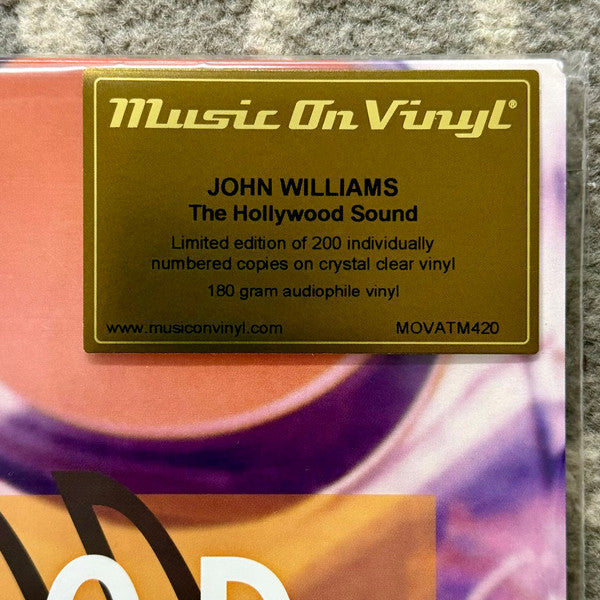 Music On Vinyl®
JOHN WILLIAMS
The Hollywood Sound
Limited edition of 200 individually
numbered copies on crystal clear vinyl
180 gram audiophile vinyl
www.musiconvinyl.com MOVATM420